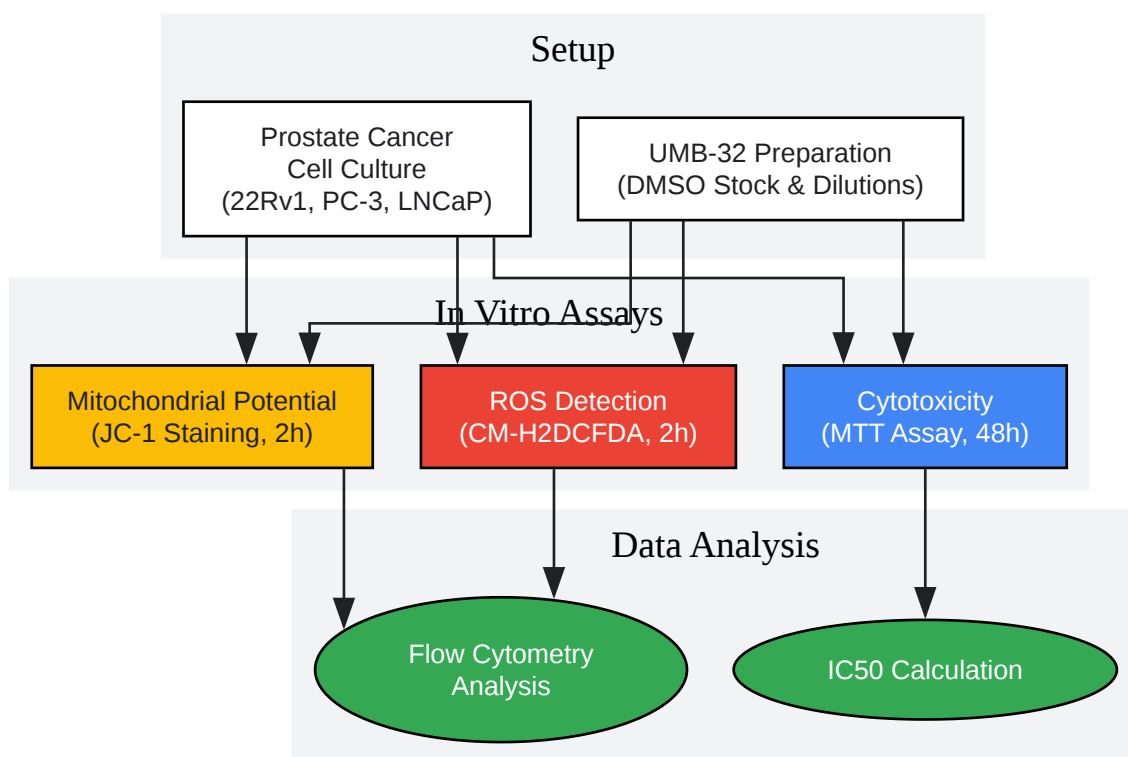 Setup
Prostate Cancer
Cell Culture
(22Rv1, PC-3, LNCaP)
UMB-32 Preparation
(DMSO Stock & Dilutions)
In Vitro Assays
Mitochondrial Potential
(JC-1 Staining, 2h)
ROS Detection
(CM-H2DCFDA, 2h)
Cytotoxicity
(MTT Assay, 48h)
Data Analysis
Flow Cytometry
Analysis
IC50 Calculation